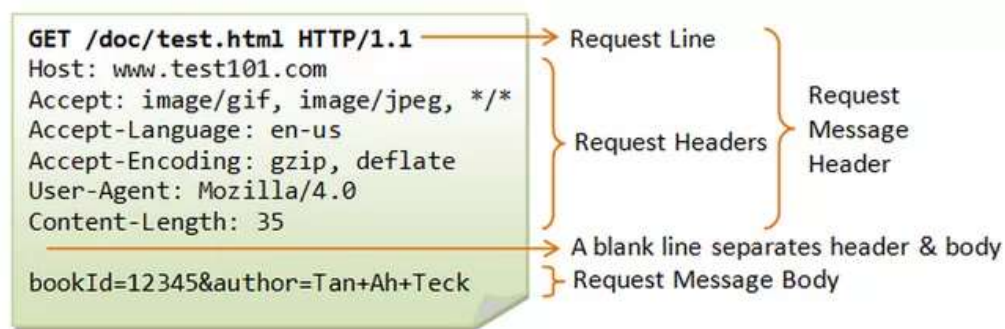 GET /doc/test.html HTTP/1.1
Host: www.test101.com
Accept: image/gif, image/jpeg, */*
Accept-Language: en-us
Accept-Encoding: gzip, deflate
User-Agent: Mozilla/4.0
Content-Length: 35
bookId=12345&author=Tan+Ah+Teck
Request Line
Request Headers
Request
Message
Header
A blank line separates header & body
Request Message Body